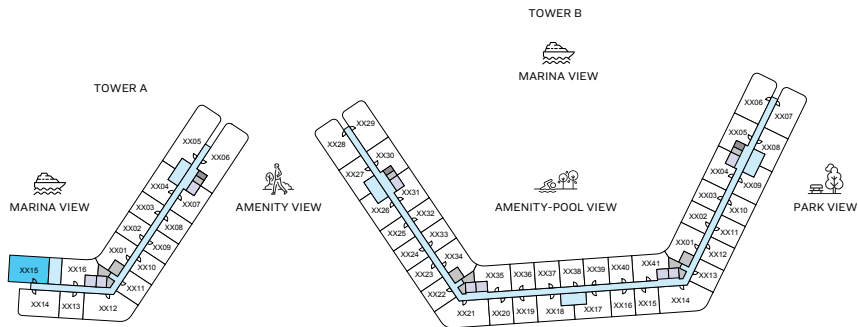 TOWER B
MARINA VIEW
TOWER A
MARINA VIEW
AMENITY VIEW
AMENITY-POOL VIEW
PARK VIEW
XX05
XX06
XX04
XX07
XX03
XX08
XX02
XX09
XX01
XX10
XX15
XX16
XX11
XX14
XX13
XX12
XX29
XX28
XX30
XX27
XX31
XX26
XX32
XX25
XX33
XX24
XX34
XX23
XX22
XX21
XX35
XX36
XX37
XX38
XX39
XX40
XX41
XX20
XX19
XX18
XX17
XX16
XX15
XX14
XX06
XX07
XX05
XX08
XX04
XX09
XX03
XX10
XX02
XX11
XX01
XX12
XX13